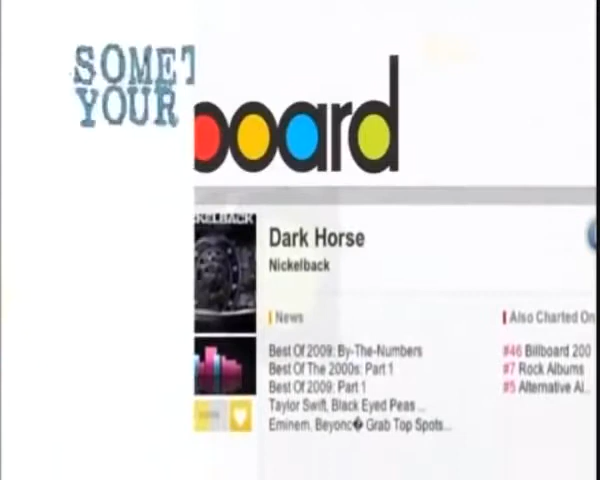 SOMET
YOUR
board
KELBACK
Dark Horse
Nickelback
News
Also Charted On
Best Of 2009: By-The-Numbers
#46 Billboard 200
Best Of The 2000s: Part 1
#7 Rock Albums
Best Of 2009: Part 1
#5 Alternative Al...
Taylor Swift, Black Eyed Peas ...
Eminem, Beyonc� Grab Top Spots...